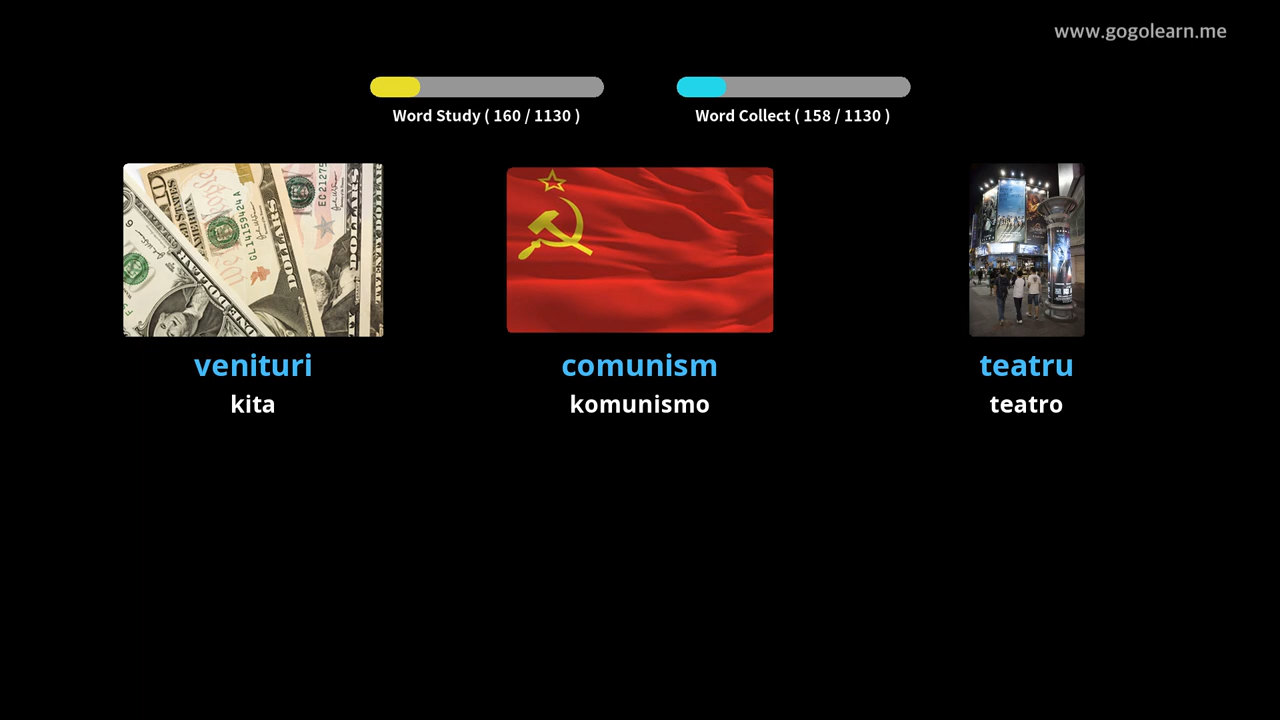 www.gogolearn.me
Word Study ( 160 / 1130 )
Word Collect ( 158 / 1130 )
venituri
kita
comunism
komunismo
teatru
teatro